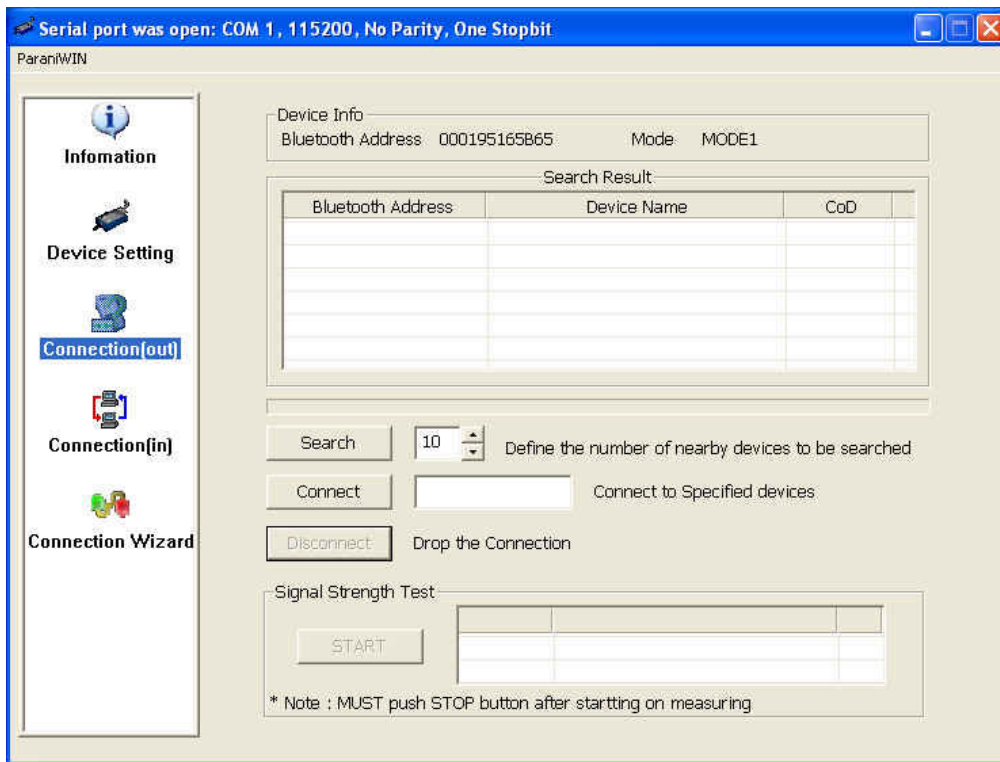 Serial port was open: COM 1, 115200, No Parity, One Stopbit
ParaniWIN
Infomation
Device Setting
Connection(out)
Connection(in)
Connection Wizard
Device Info
Bluetooth Address 000195165B65 Mode MODE1
Search Result
Bluetooth Address Device Name CoD
Search 10 Define the number of nearby devices to be searched
Connect Connect to Specified devices
Disconnect Drop the Connection
Signal Strength Test
START
* Note : MUST push STOP button after startting on measuring